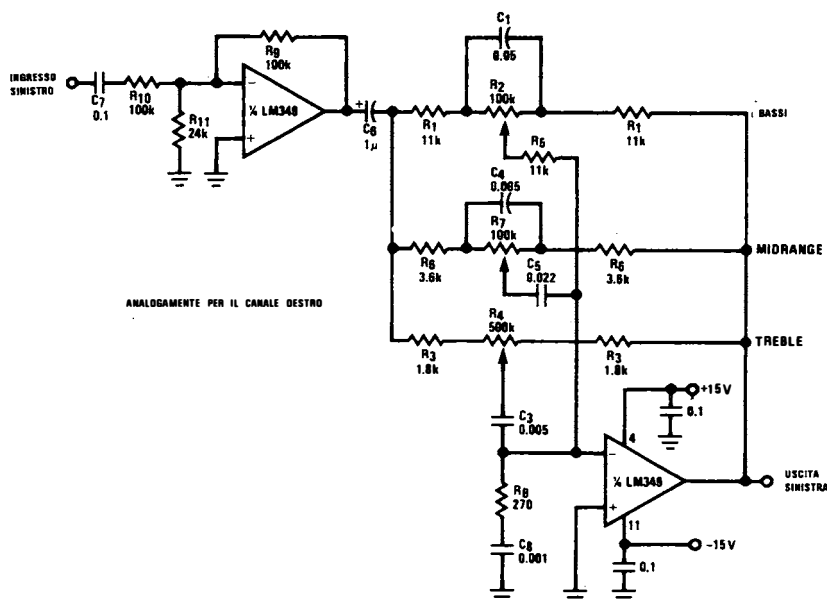 C1
0.05
R9
100k
INGRESSO
SINISTRO
C7
0.1
R10
100k
R11
24k
¼ LM348
C6
1µ
R1
11k
R2
100k
R1
11k
BASSI
R5
11k
C4
0.005
R7
100k
R6
3.6k
C5
0.022
R6
3.6k
MIDRANGE
ANALOGAMENTE PER IL CANALE DESTRO
R4
500k
R3
1.8k
R3
1.8k
TREBLE
+15V
0.1
C3
0.005
4
¼ LM348
USCITA
SINISTRA
R8
270
11
-15V
C8
0.001
0.1